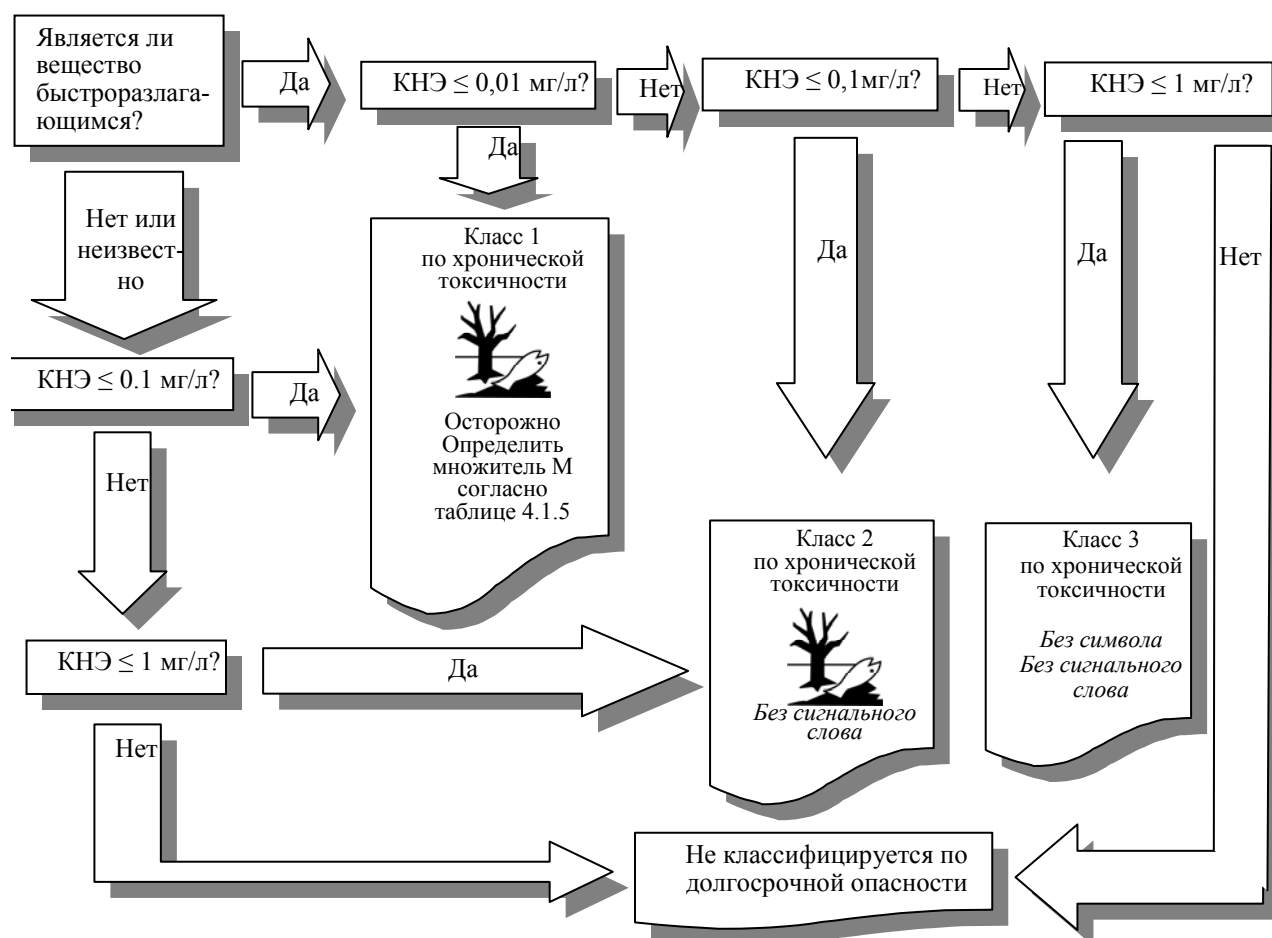 Является ли
вещество
быстроразлага-
ющимся?
Да
КНЭ ≤ 0,01 мг/л?
Нет
КНЭ ≤ 0,1мг/л?
Нет
КНЭ ≤ 1 мг/л?
Да
Нет или
неизвест-
но
Класс 1
по хронической
токсичности
Осторожно
Определить
множитель М
согласно
таблице 4.1.5
Да
Да
Нет
КНЭ ≤ 0.1 мг/л?
Да
Нет
Класс 2
по хронической
токсичности
Без сигнального
слова
Класс 3
по хронической
токсичности
Без символа
Без сигнального
слова
КНЭ ≤ 1 мг/л?
Да
Нет
Не классифицируется по
долгосрочной опасности